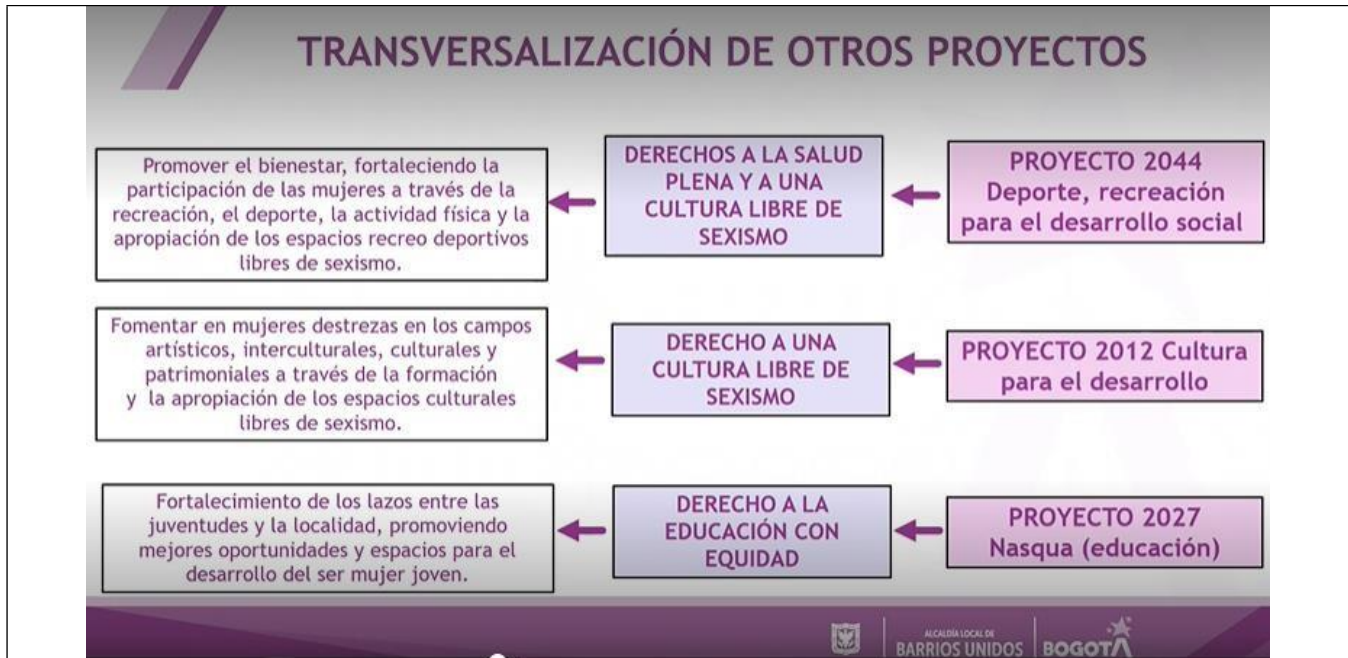 TRANSVERSALIZACIÓN DE OTROS PROYECTOS
Promover el bienestar, fortaleciendo la
participación de las mujeres a través de la
recreación, el deporte, la actividad física y la
apropiación de los espacios recreo deportivos
libres de sexismo.
DERECHOS A LA SALUD
PLENA Y A UNA
CULTURA LIBRE DE
SEXISMO
PROYECTO 2044
Deporte, recreación
para el desarrollo social
Fomentar en mujeres destrezas en los campos
artísticos, interculturales, culturales y
patrimoniales a través de la formación
y la apropiación de los espacios culturales
libres de sexismo.
DERECHO A UNA
CULTURA LIBRE DE
SEXISMO
PROYECTO 2012 Cultura
para el desarrollo
Fortalecimiento de los lazos entre las
juventudes y la localidad, promoviendo
mejores oportunidades y espacios para el
desarrollo del ser mujer joven.
DERECHO A LA
EDUCACIÓN CON
EQUIDAD
PROYECTO 2027
Nasqua (educación)
ALCALDÍA LOCAL DE
BARRIOS UNIDOS
BOGOTÁ